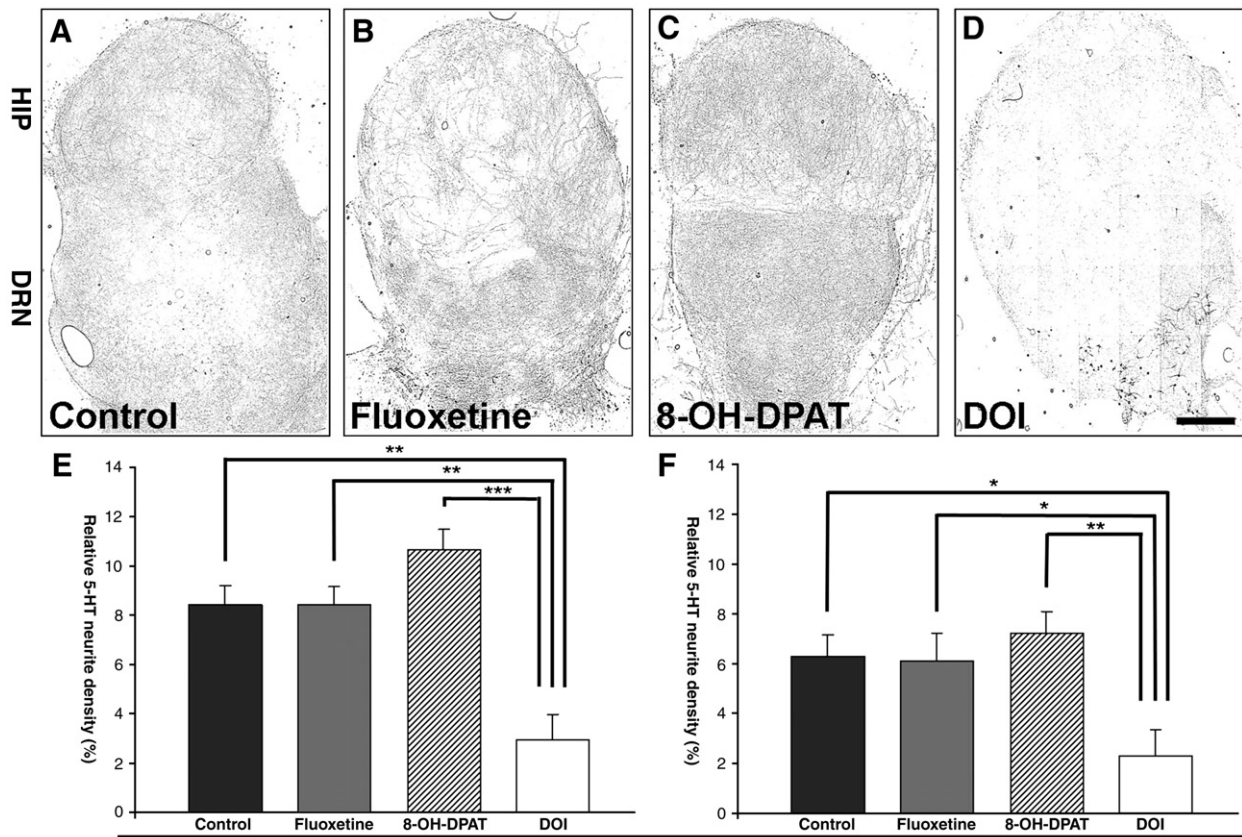 A
B
C
D
HIP
DRN
Control
Fluoxetine
8-OH-DPAT
DOI
E
**
**
***
Relative 5-HT neurite density (%)
14
12
10
8
6
4
2
0
Control
Fluoxetine
8-OH-DPAT
DOI
F
*
*
**
Relative 5-HT neurite density (%)
14
12
10
8
6
4
2
0
Control
Fluoxetine
8-OH-DPAT
DOI